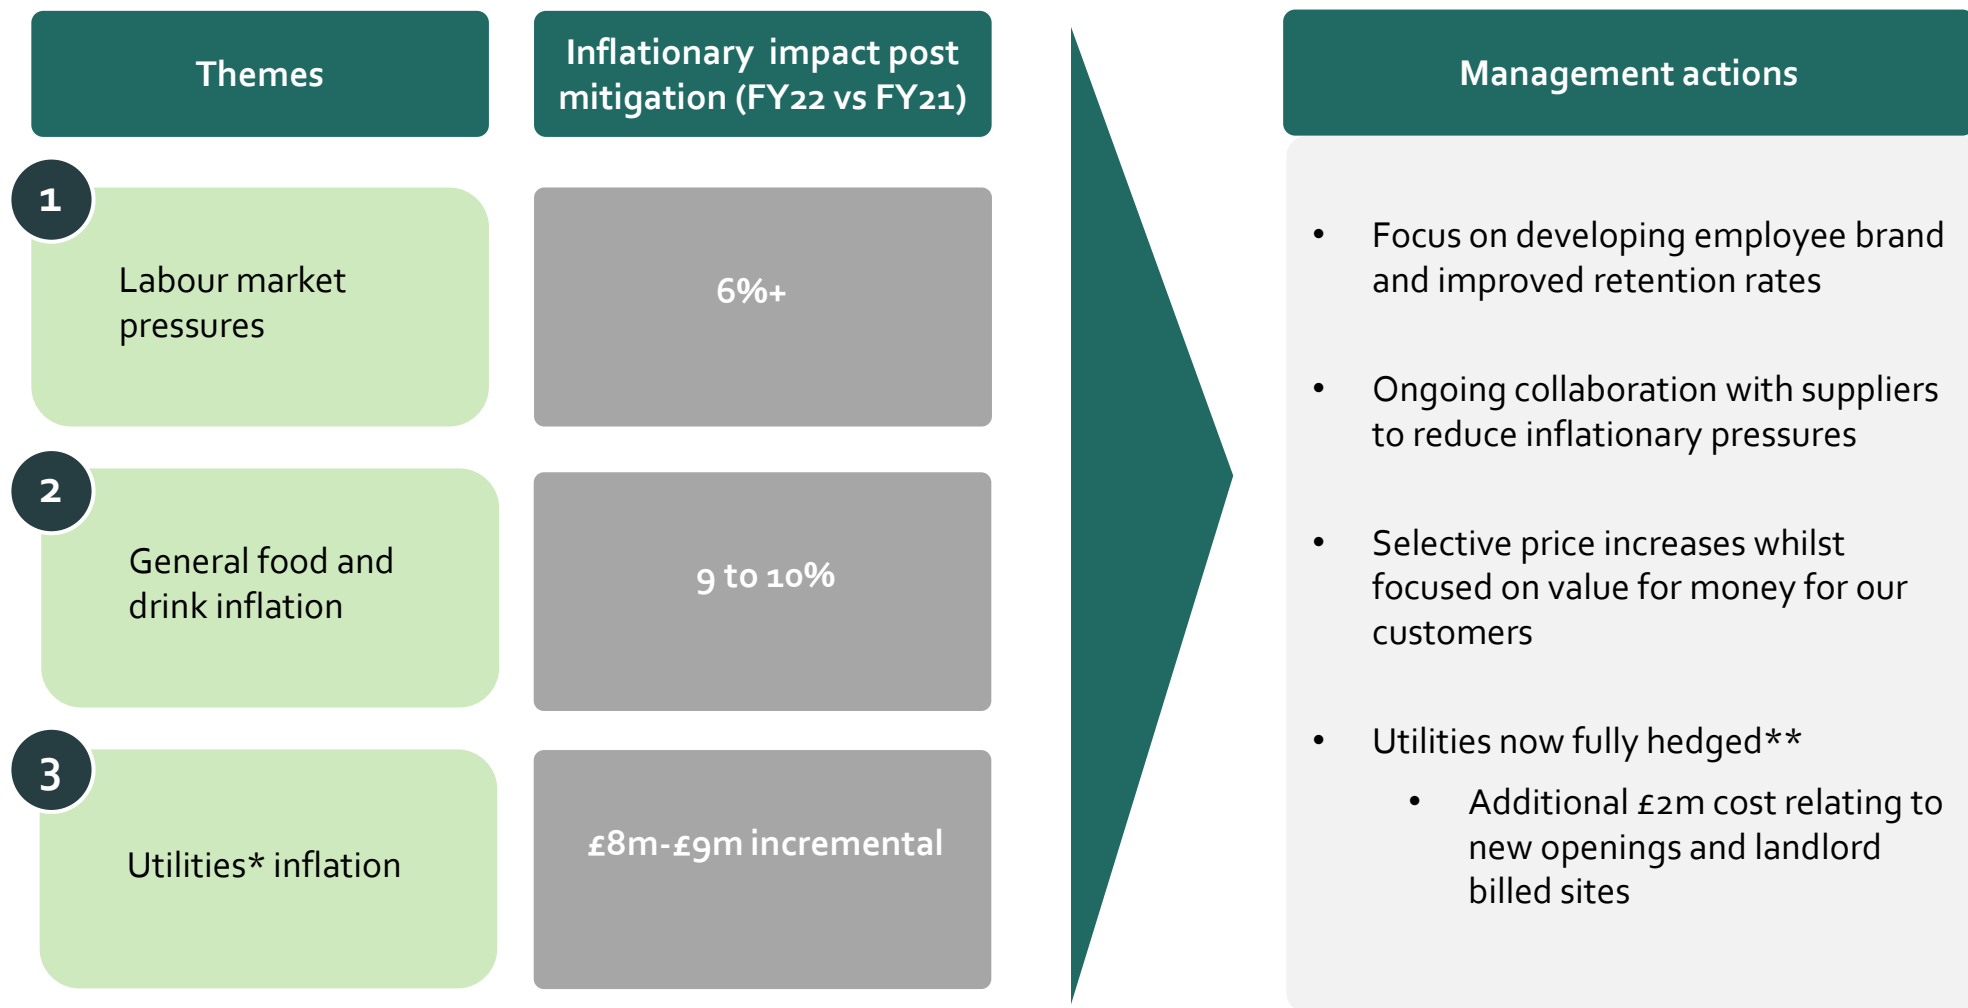 Themes
Inflationary impact post
mitigation (FY22 vs FY21)
Management actions
1
Labour market
pressures
6%+
2
General food and
drink inflation
9 to 10%
3
Utilities* inflation
£8m-£9m incremental
• Focus on developing employee brand
and improved retention rates
• Ongoing collaboration with suppliers
to reduce inflationary pressures
• Selective price increases whilst
focused on value for money for our
customers
• Utilities now fully hedged**
• Additional £2m cost relating to
new openings and landlord
billed sites